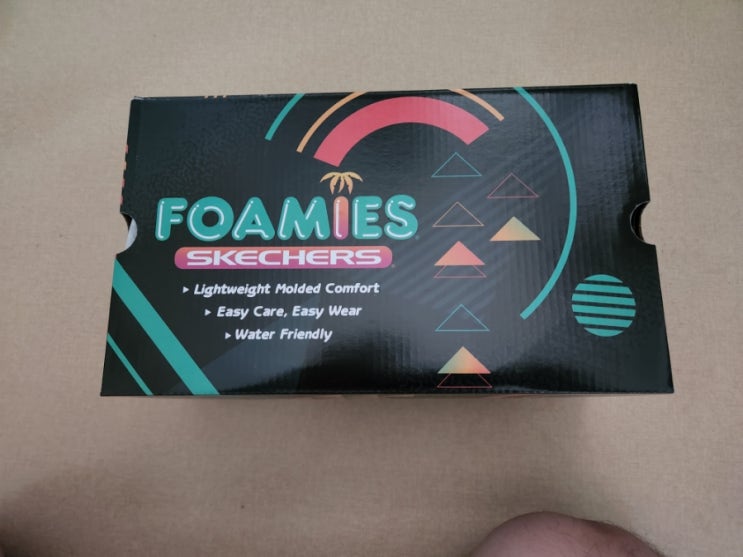 FOAMIES
SKECHERS
▸ Lightweight Molded Comfort
▸ Easy Care, Easy Wear
▸ Water Friendly